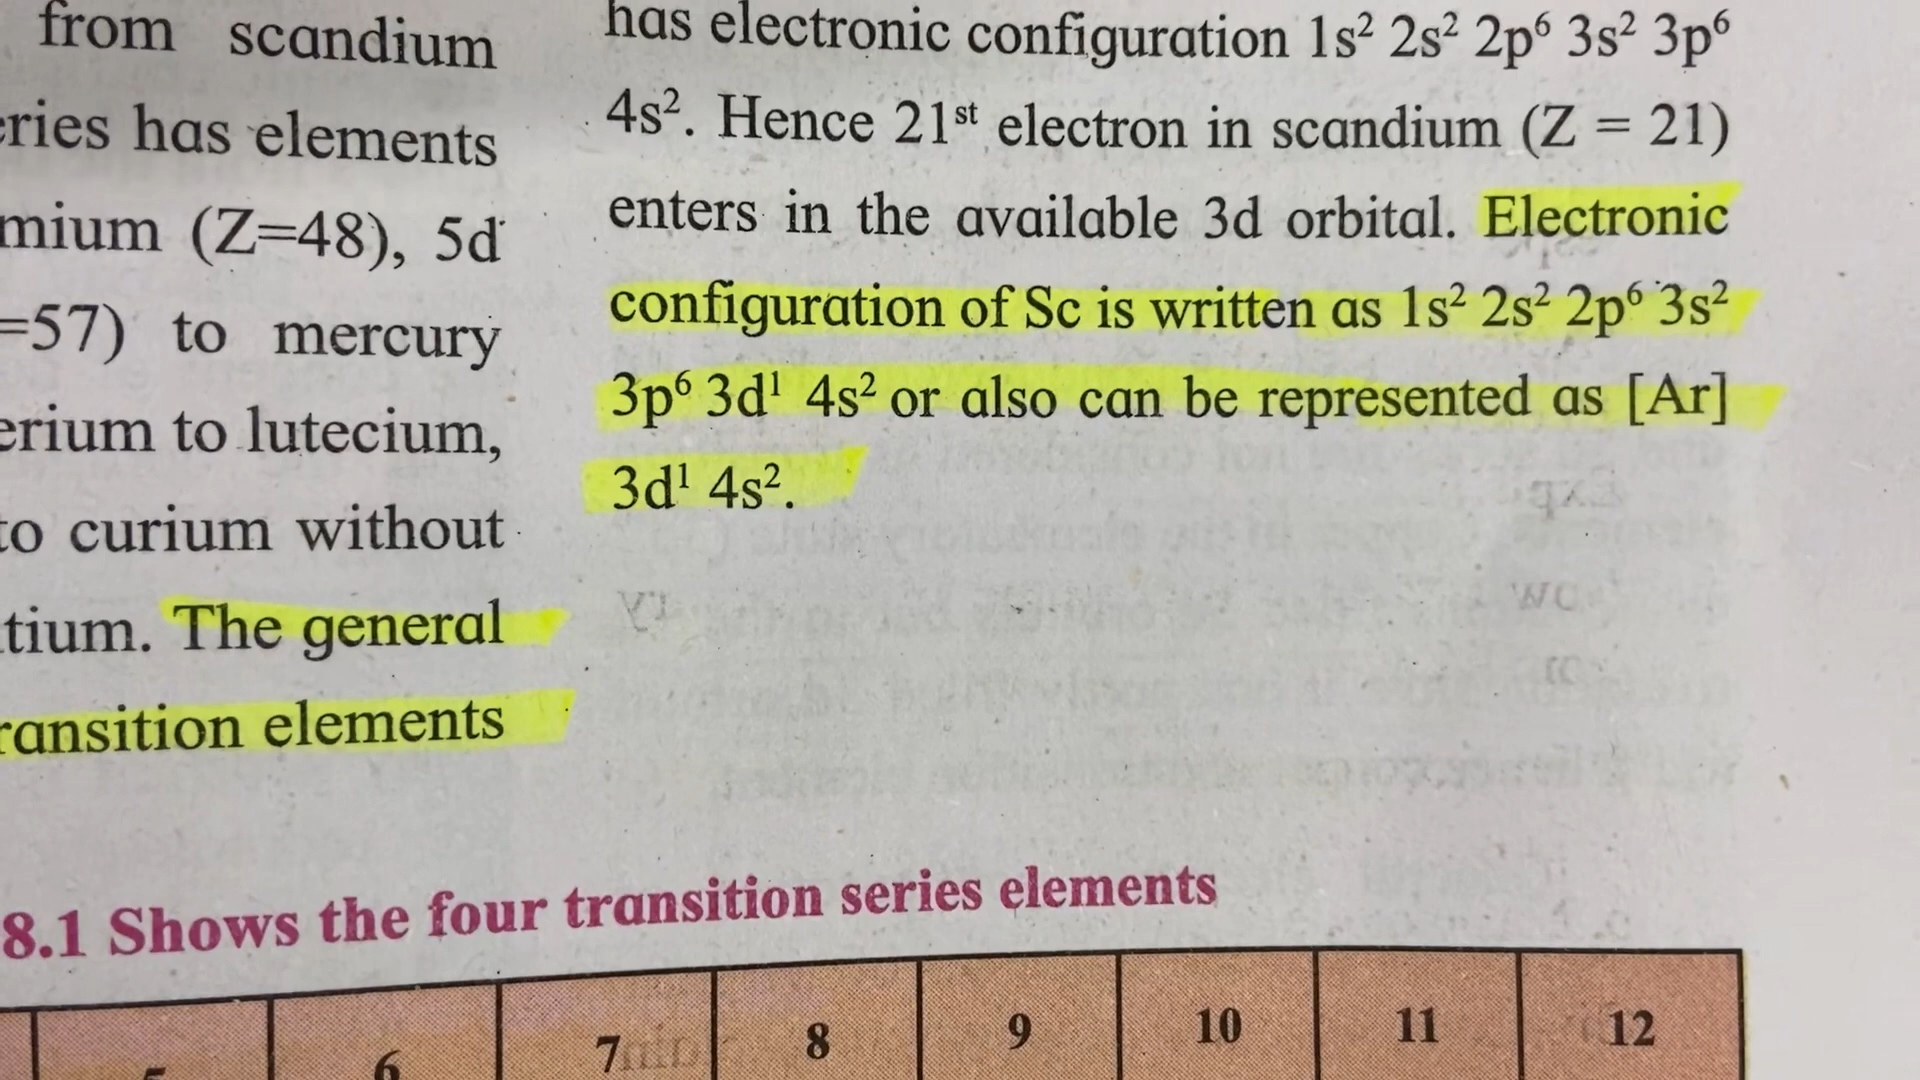 from scandium
ries has elements
mium (Z=48), 5d
=57) to mercury
erium to lutecium,
to curium without
tium. The general
ransition elements
has electronic configuration 1s² 2s² 2p⁶ 3s² 3p⁶
4s². Hence 21ˢᵗ electron in scandium (Z = 21)
enters in the available 3d orbital. Electronic
configuration of Sc is written as 1s² 2s² 2p⁶ 3s²
3p⁶ 3d¹ 4s² or also can be represented as [Ar]
3d¹ 4s².
8.1 Shows the four transition series elements
6 7 8 9 10 11 12